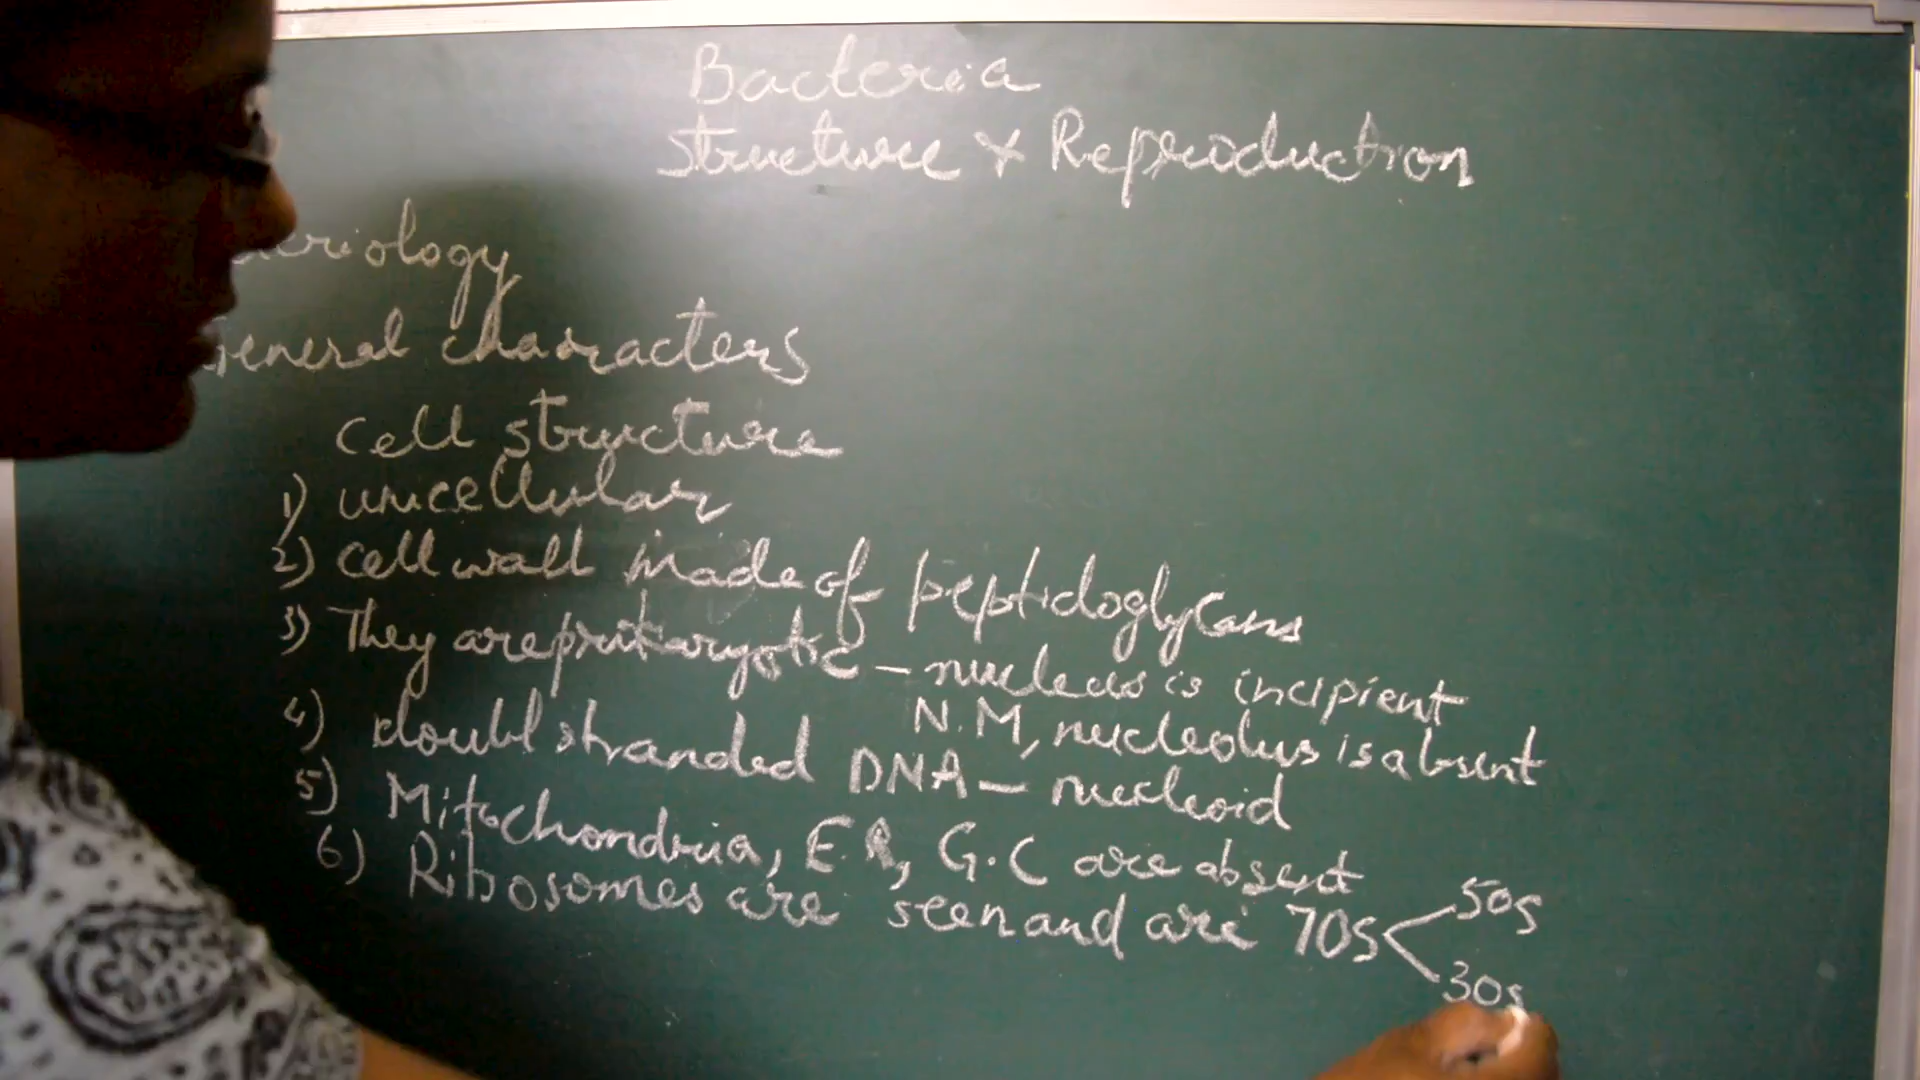 Bacteria
Structure & Reproduction
eriology
General characters
Cell structure
1) unicellular
2) Cell wall made of peptidoglycans
3) They are prokaryotic – nucleus is incipient
N.M, nucleolus is absent
4) doubl stranded DNA – nucleoid
5) Mitochondria, E.R, G.C are absent
6) Ribosomes are seen and are 70s < 50s
30s